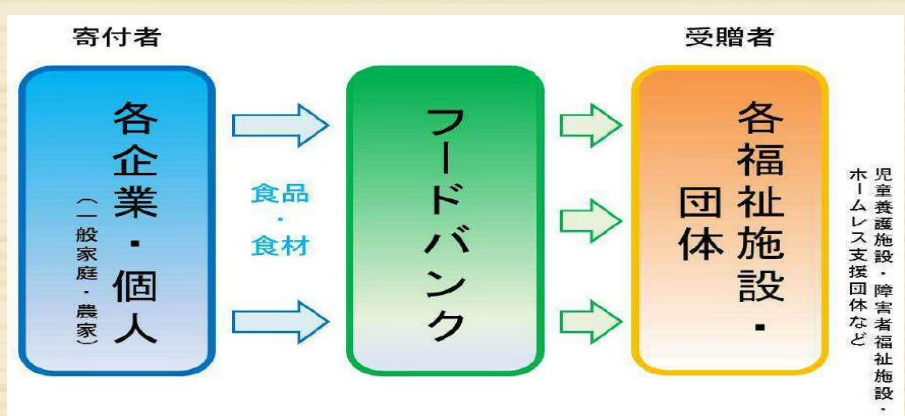 寄付者
受贈者
各企業・個人
(一般家庭・農家)
食品
・
食材
フードバンク
各福祉施設・
団体
児童養護施設・障害者福祉施設・
ホームレス支援団体など